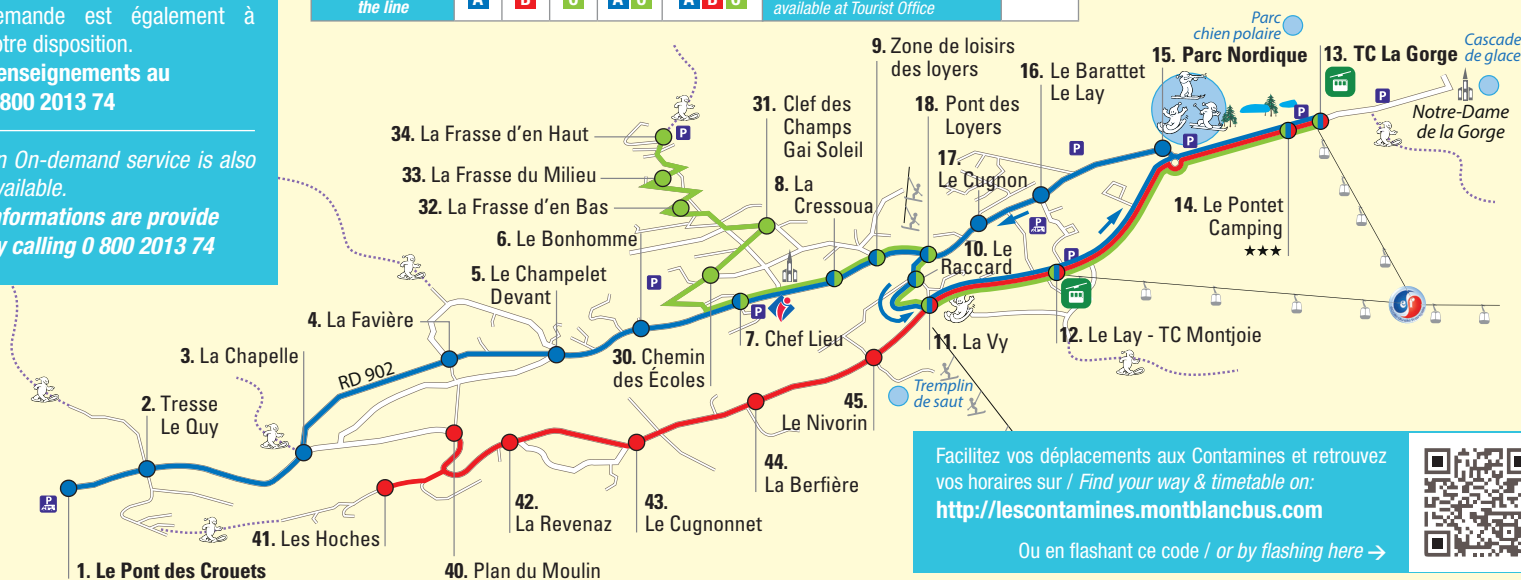 emande est également à
otre disposition.
enseignements au
800 2013 74
n On-demand service is also
vailable.
nformations are provide
y calling 0 800 2013 74
the line
available at Tourist Office
Parc
chien polaire
Cascade
de glace
9. Zone de loisirs
des loyers
15. Parc Nordique
13. TC La Gorge
16. Le Barattet
Le Lay
31. Clef des
Champs
Gai Soleil
18. Pont des
Loyers
Notre-Dame
de la Gorge
34. La Frasse d'en Haut
17.
Le Cugnon
33. La Frasse du Milieu
8. La
Cressoua
32. La Frasse d'en Bas
14. Le Pontet
Camping
★★★
6. Le Bonhomme
10. Le
Raccard
5. Le Champelet
Devant
4. La Favière
7. Chef Lieu
11. La Vy
12. Le Lay - TC Montjoie
3. La Chapelle
30. Chemin
des Écoles
RD 902
2. Tresse
Le Quy
45.
Le Nivorin
Tremplin
de saut
44.
La Berfière
42.
La Revenaz
43.
Le Cugnonnet
41. Les Hoches
1. Le Pont des Crouets
40. Plan du Moulin
Facilitez vos déplacements aux Contamines et retrouvez
vos horaires sur / Find your way & timetable on:
http://lescontamines.montblancbus.com
Ou en flashant ce code / or by flashing here →
P
P
P
P
P
P
P
P
P
P
P